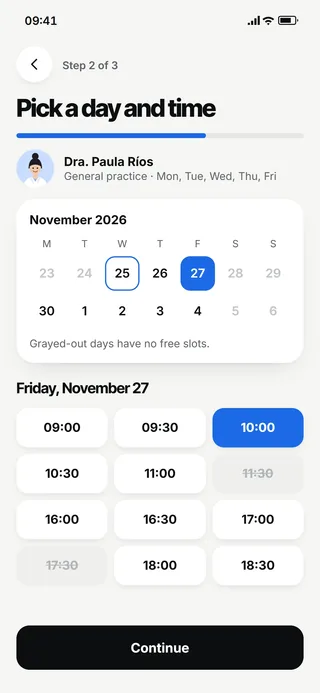 09:41
Step 2 of 3
Pick a day and time
Dra. Paula Ríos
General practice · Mon, Tue, Wed, Thu, Fri
November 2026
M T W T F S S
23 24 25 26 27 28 29
30 1 2 3 4 5 6
Grayed-out days have no free slots.
Friday, November 27
09:00 09:30 10:00
10:30 11:00 11:30
16:00 16:30 17:00
17:30 18:00 18:30
Continue